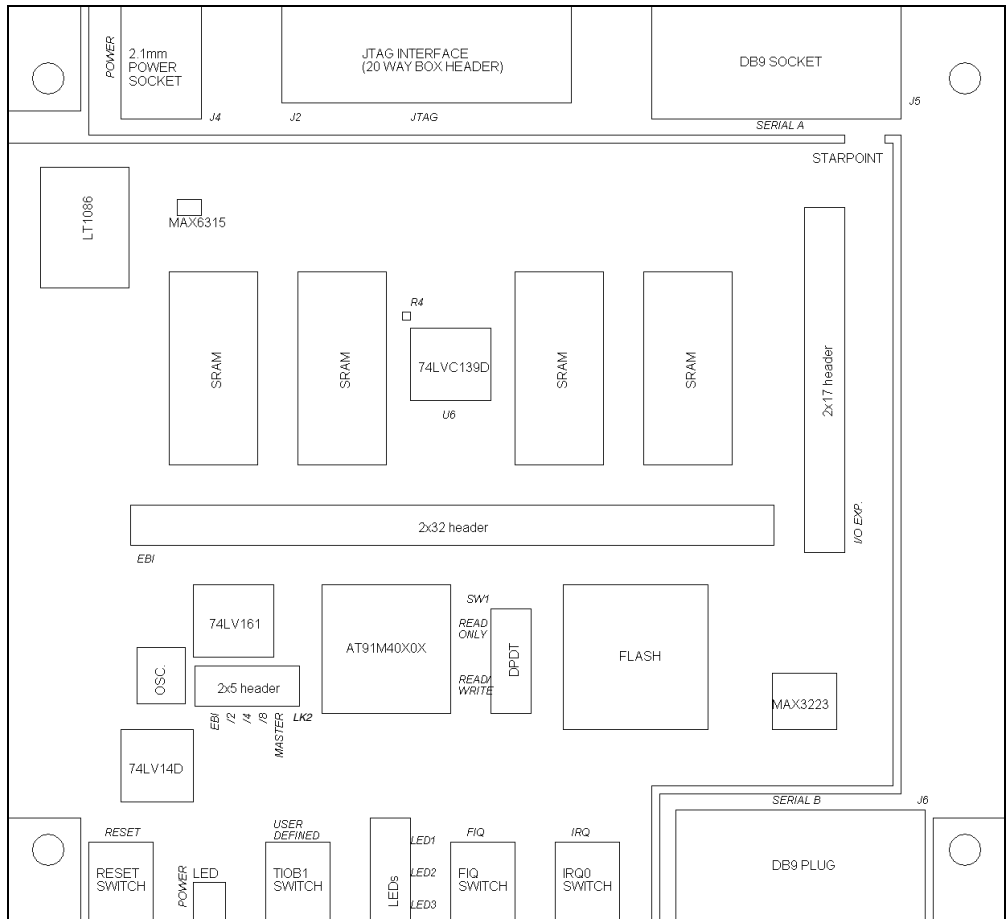 POWER
2.1mm
POWER
SOCKET
JTAG INTERFACE
(20 WAY BOX HEADER)
DB9 SOCKET
J4
J2
JTAG
SERIAL A
J5
STARPOINT
LT1086
MAX6315
SRAM
SRAM
R4
74LVC139D
U6
SRAM
SRAM
2x17 header
I/O EXP.
2x32 header
EBI
74LV161
OSC.
2x5 header
EBI
/2
/4
/8
MASTER
LK2
AT91M40X0X
SW1
READ
ONLY
READ/
WRITE
DPDT
FLASH
MAX3223
74LV14D
SERIAL B
J6
RESET
RESET
SWITCH
POWER
LED
USER
DEFINED
TIOB1
SWITCH
LEDs
LED1
LED2
LED3
FIQ
FIQ
SWITCH
IRQ
IRQ0
SWITCH
DB9 PLUG